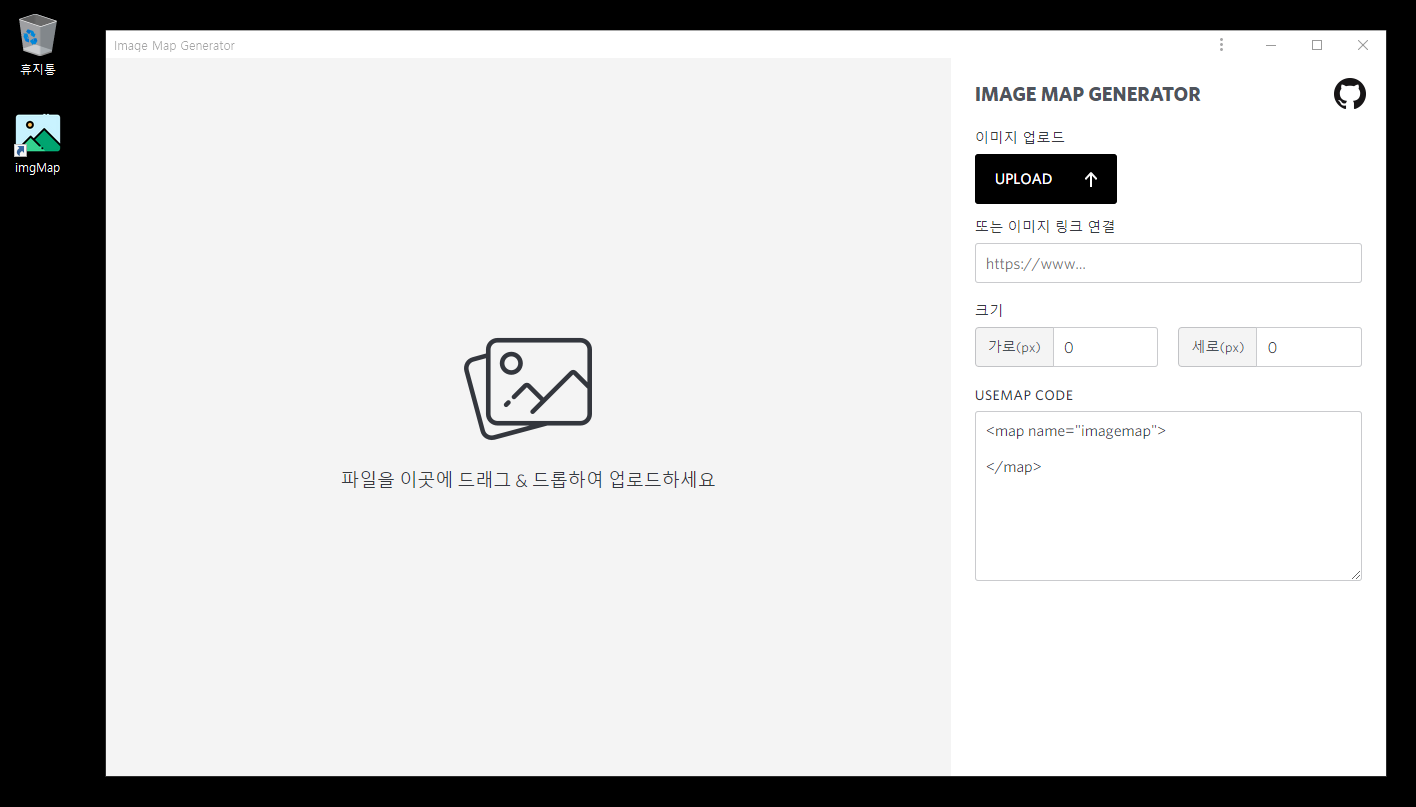 휴지통
imgMap
Image Map Generator
파일을 이곳에 드래그 & 드롭하여 업로드하세요
IMAGE MAP GENERATOR
이미지 업로드
UPLOAD
또는 이미지 링크 연결
https://www...
크기
가로(px) 0 세로(px) 0
USEMAP CODE
<map name="imagemap">
</map>